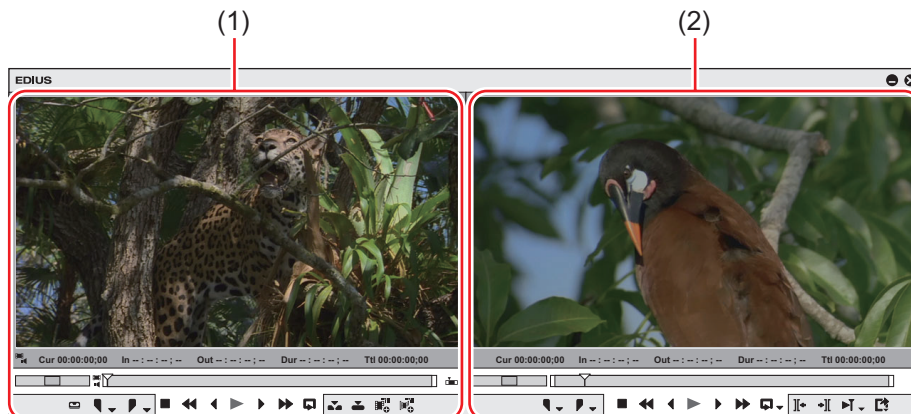 (1) (2)
EDIUS
Cur 00:00:00;00 In -- : -- : -- ; -- Out -- : -- : -- ; -- Dur -- : -- : -- ; -- Ttl 00:00:00;00 Cur 00:00:00;00 In -- : -- : -- ; -- Out -- : -- : -- ; -- Dur -- : -- : -- ; -- Ttl 00:00:00;00